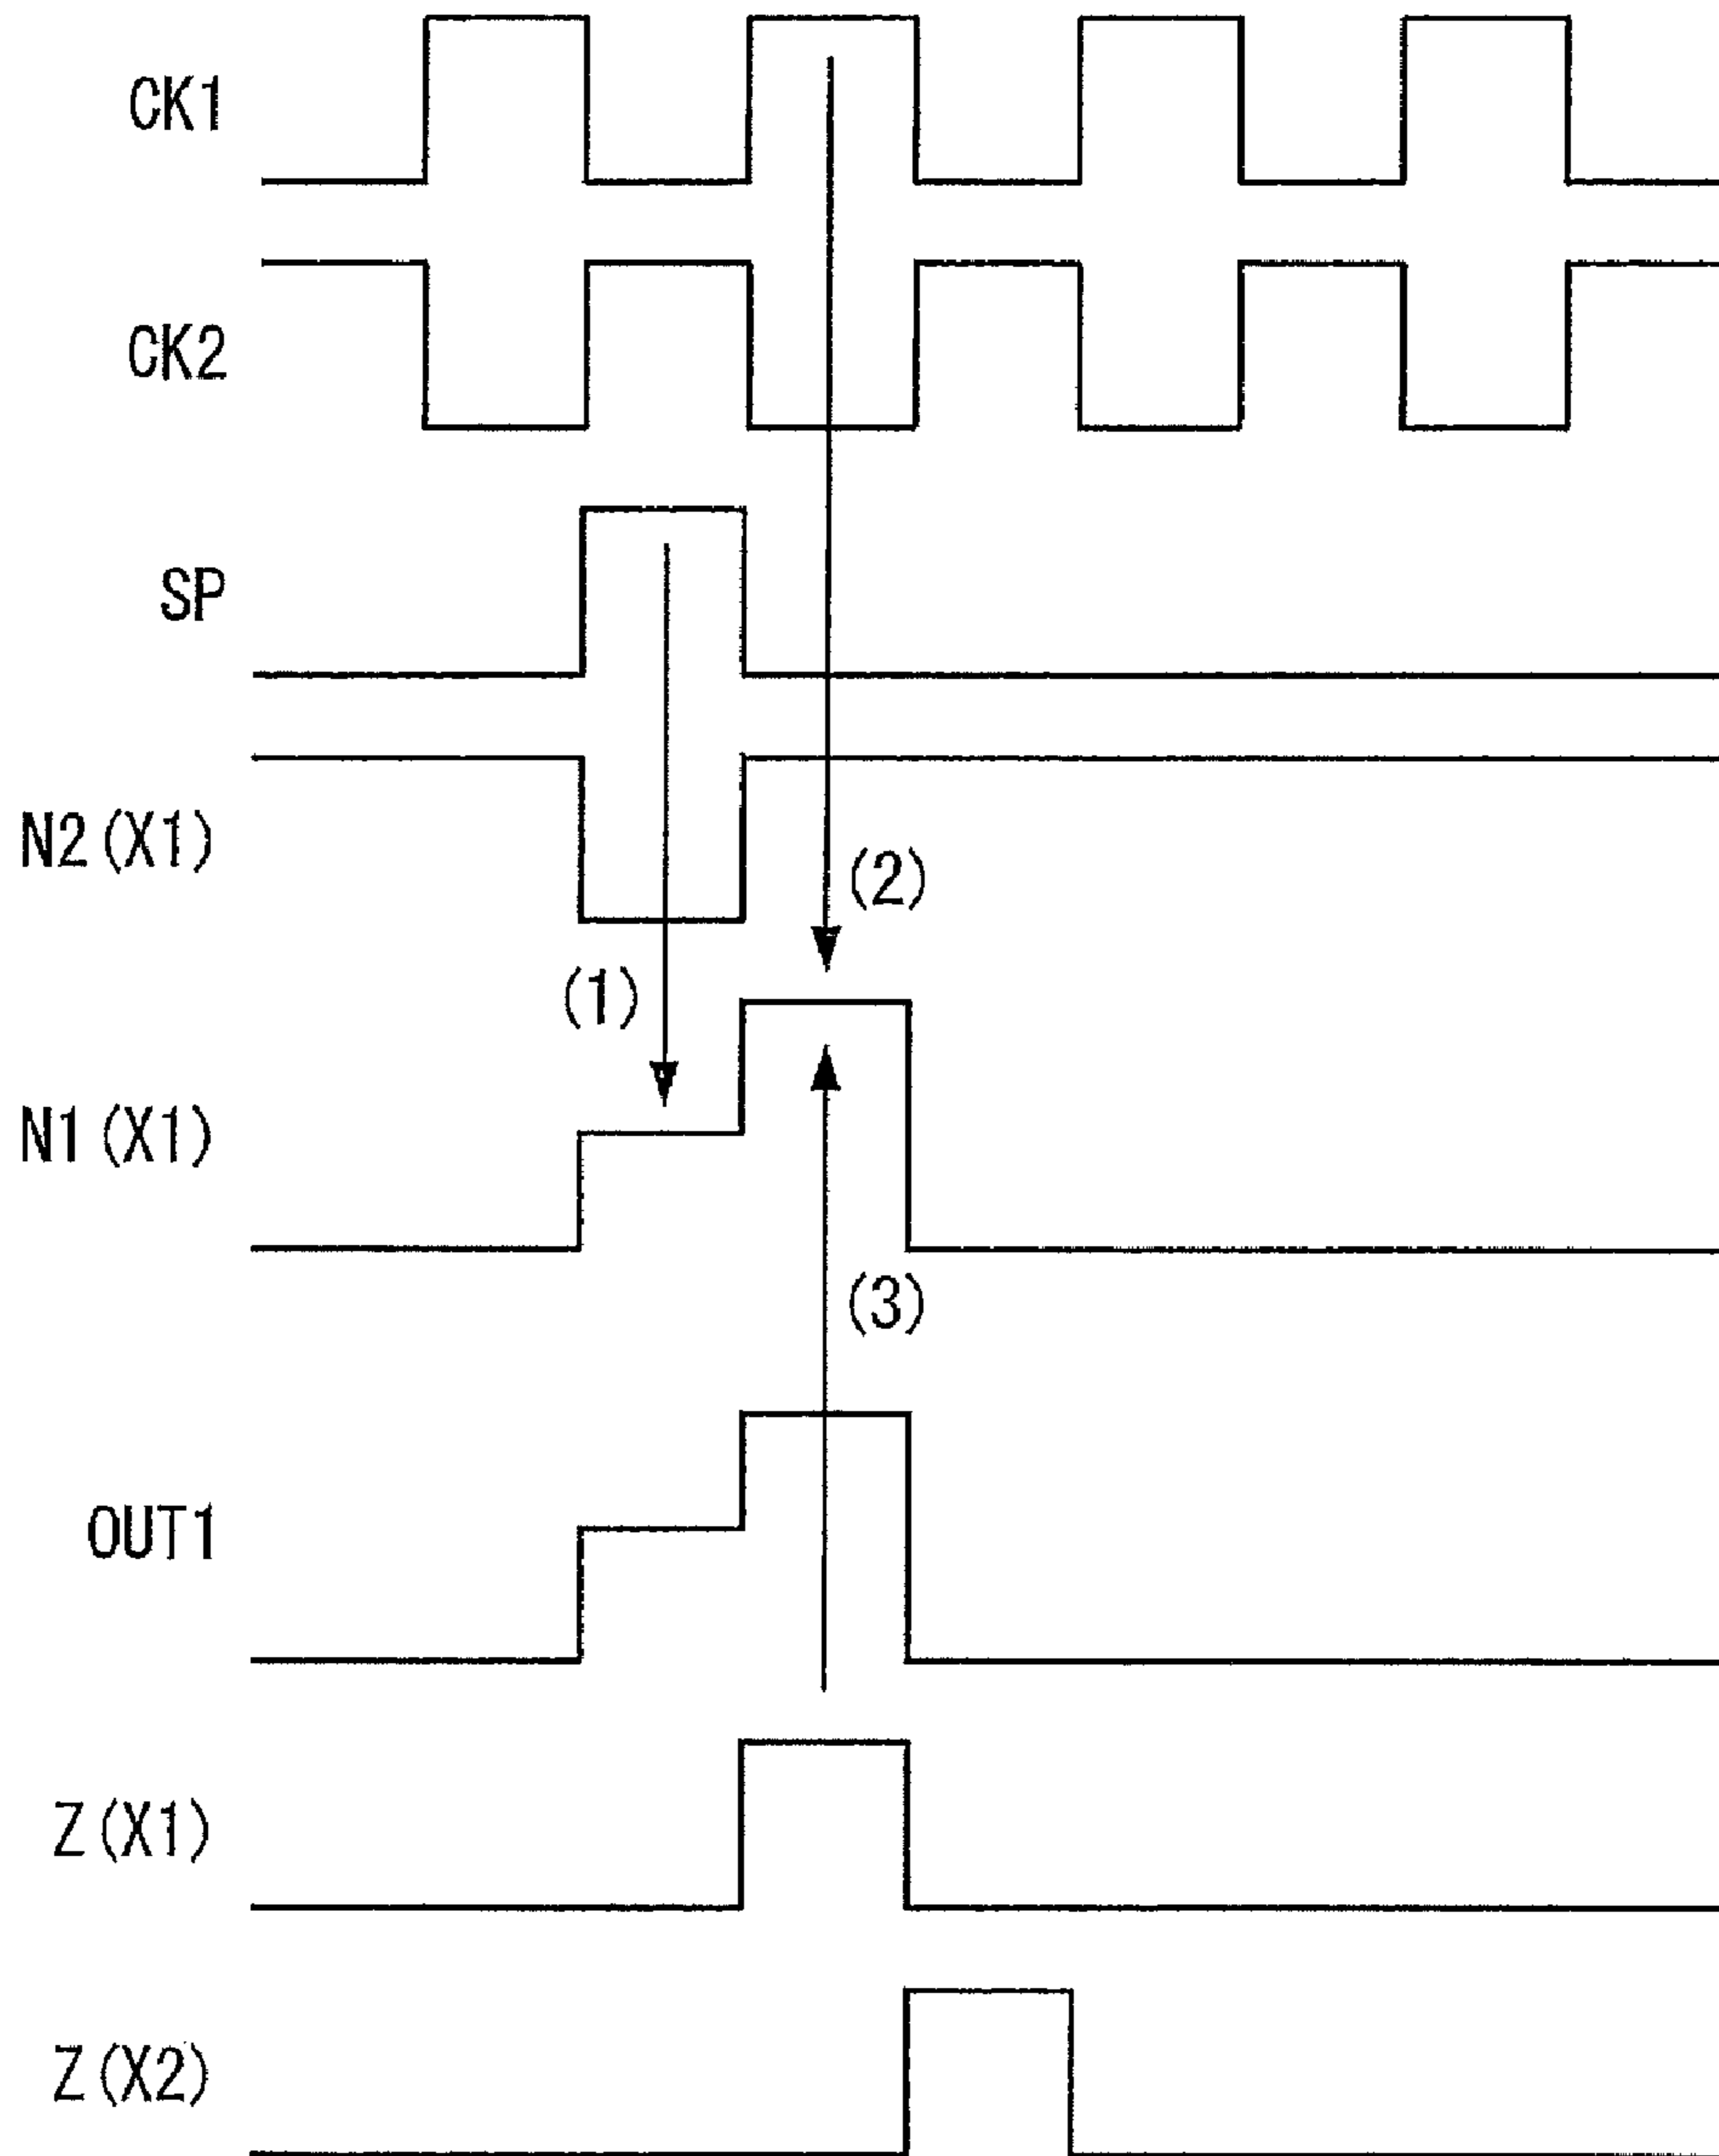 CK1
CK2
SP
N2(X1)
(2)
(1)
N1(X1)
(3)
OUT1
Z(X1)
Z(X2)